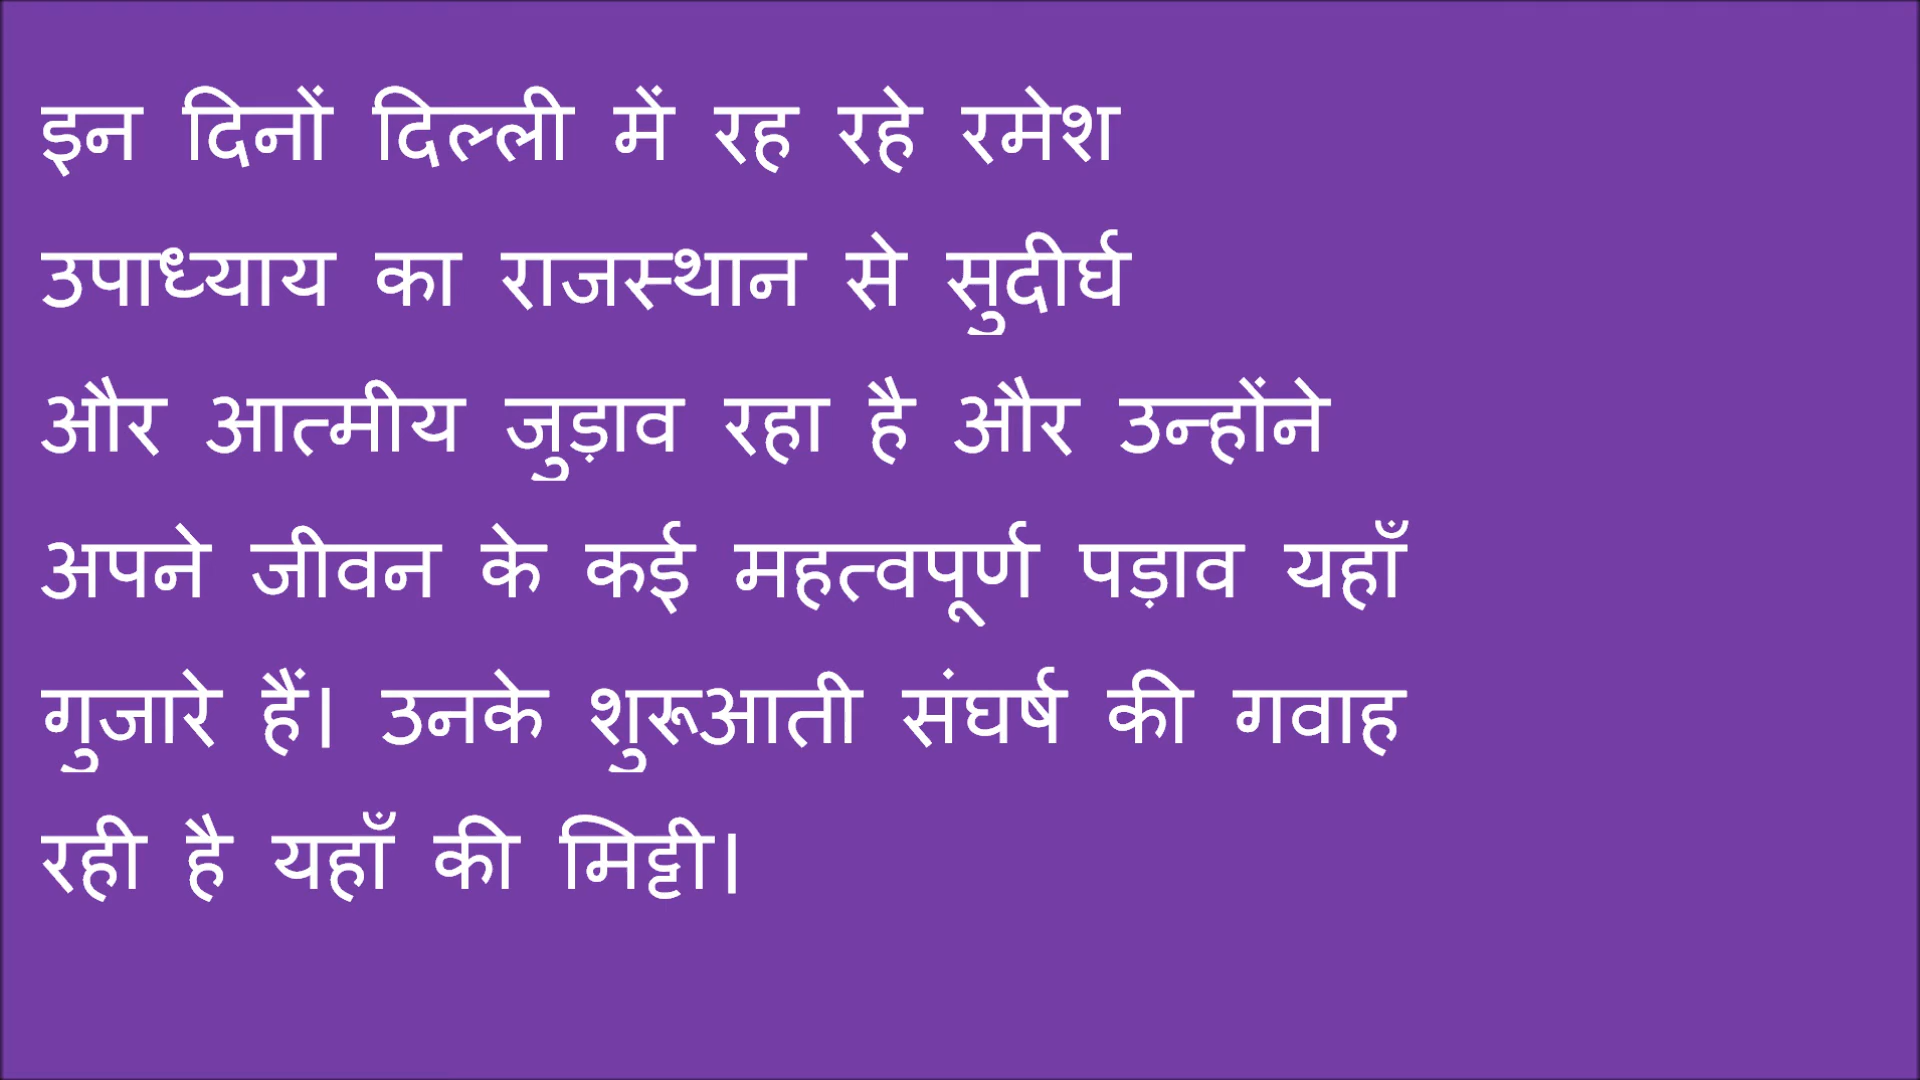 इन दिनों दिल्ली में रह रहे रमेश
उपाध्याय का राजस्थान से सुदीर्घ
और आत्मीय जुड़ाव रहा है और उन्होंने
अपने जीवन के कई महत्वपूर्ण पड़ाव यहाँ
गुजारे हैं। उनके शुरूआती संघर्ष की गवाह
रही है यहाँ की मिट्टी।